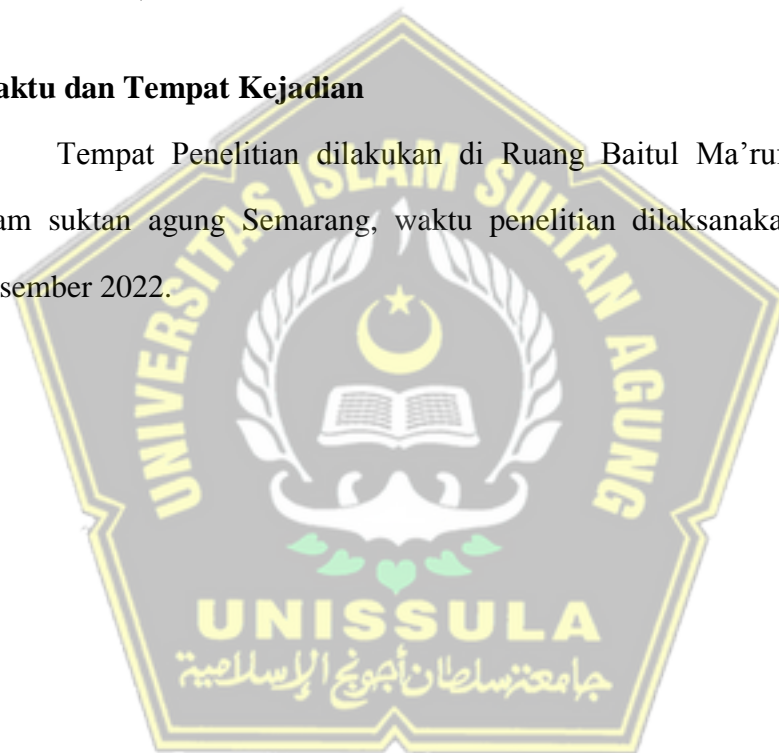 aktu dan Tempat Kejadian
Tempat Penelitian dilakukan di Ruang Baitul Ma’ruf
am suktan agung Semarang, waktu penelitian dilaksanaka
sember 2022.
UNIVERSITAS ISLAM SULTAN AGUNG
UNISSULA
جامعة سلطان أجونج الإسلامية